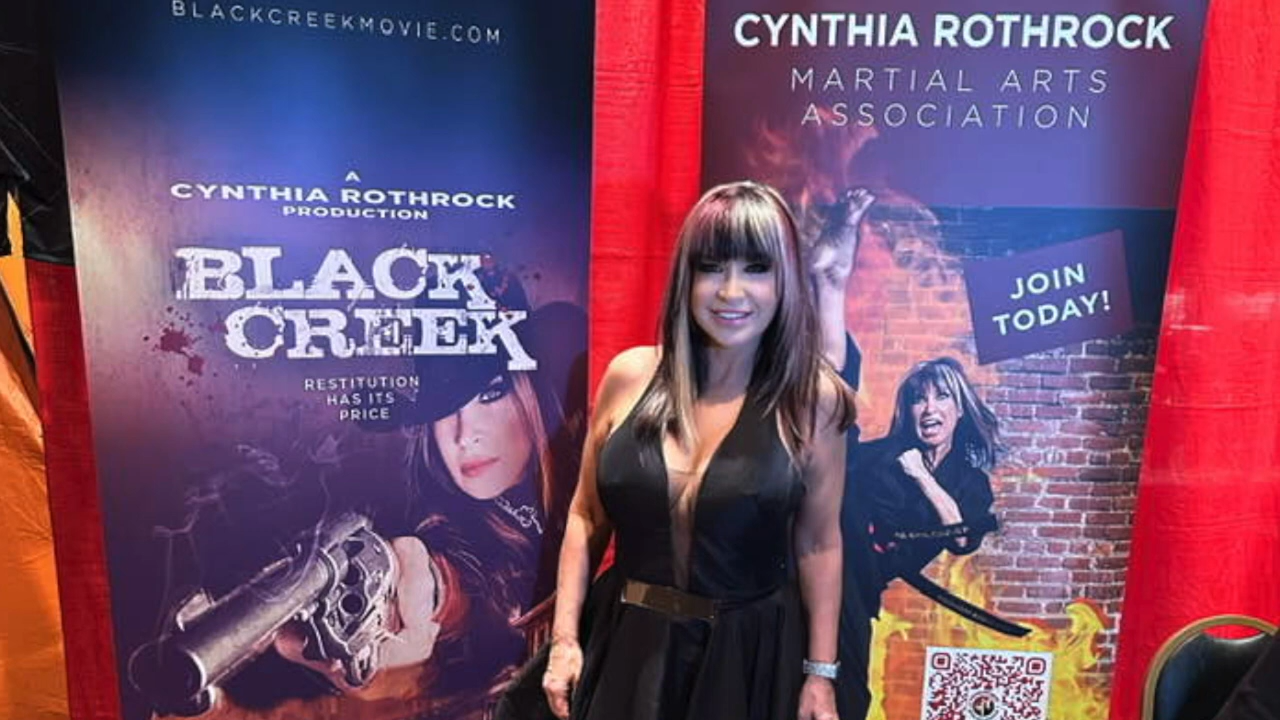 BLACKCREEKMOVIE.COM
A
CYNTHIA ROTHROCK
PRODUCTION
BLACK
CREEK
RESTITUTION
HAS ITS
PRICE
CYNTHIA ROTHROCK
MARTIAL ARTS
ASSOCIATION
JOIN
TODAY!